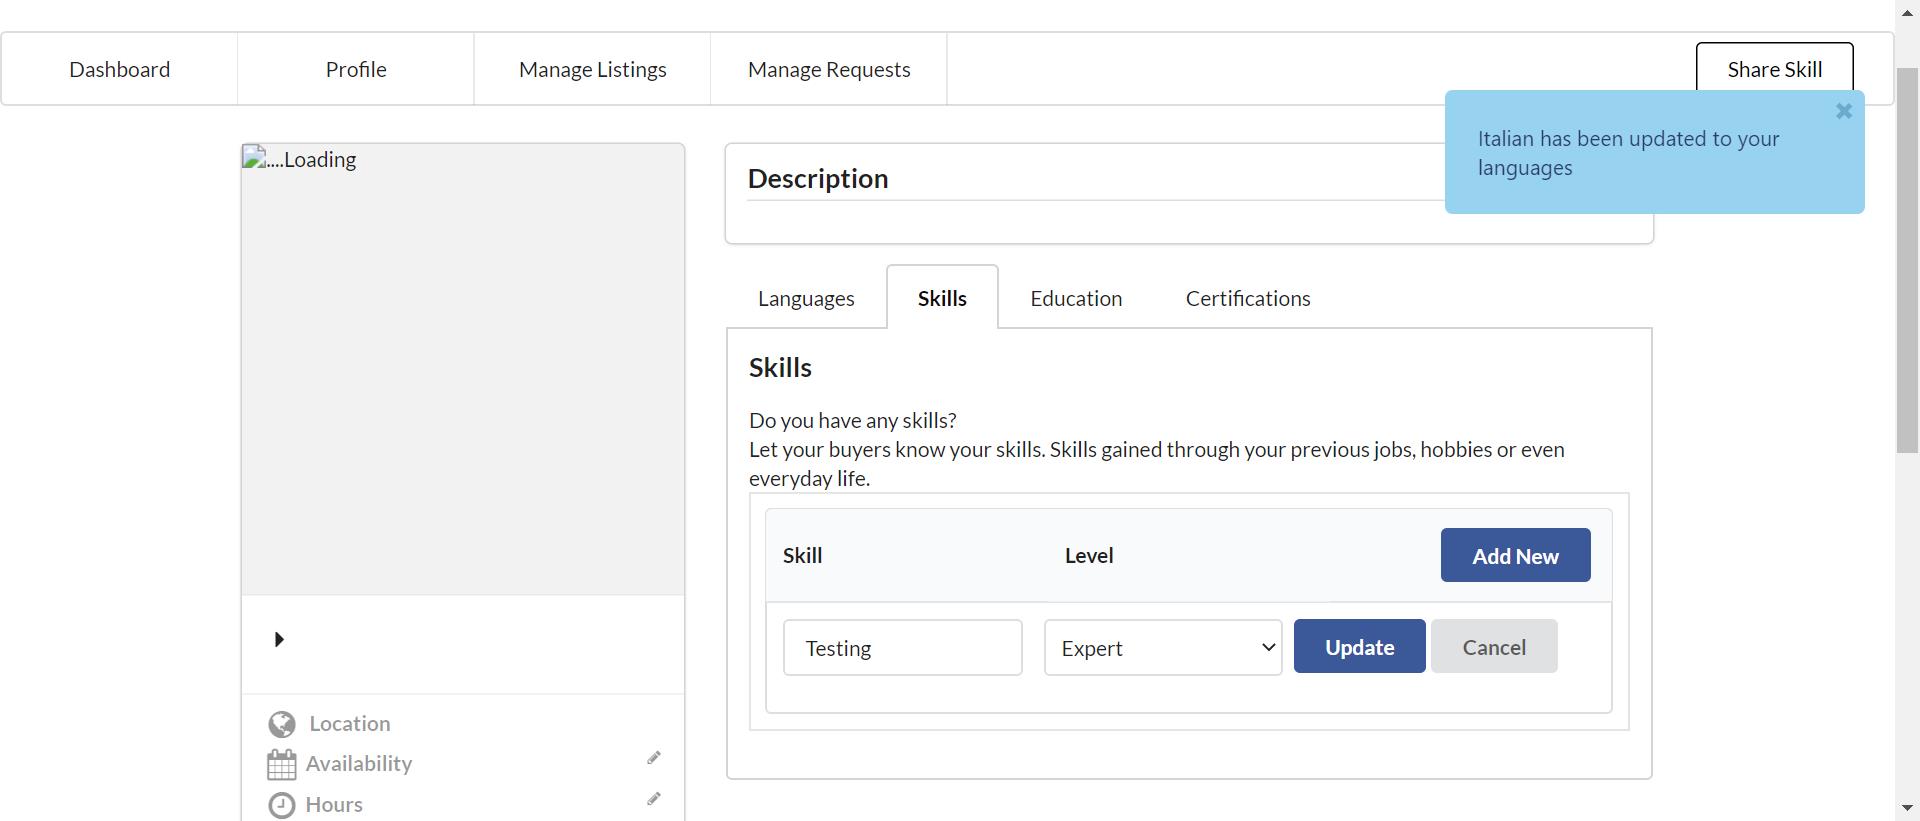 Dashboard
Profile
Manage Listings
Manage Requests
Share Skill
Italian has been updated to your
languages
....Loading
Description
Languages
Skills
Education
Certifications
Skills
Do you have any skills?
Let your buyers know your skills. Skills gained through your previous jobs, hobbies or even
everyday life.
Skill
Level
Add New
Testing
Expert
Update
Cancel
Location
Availability
Hours